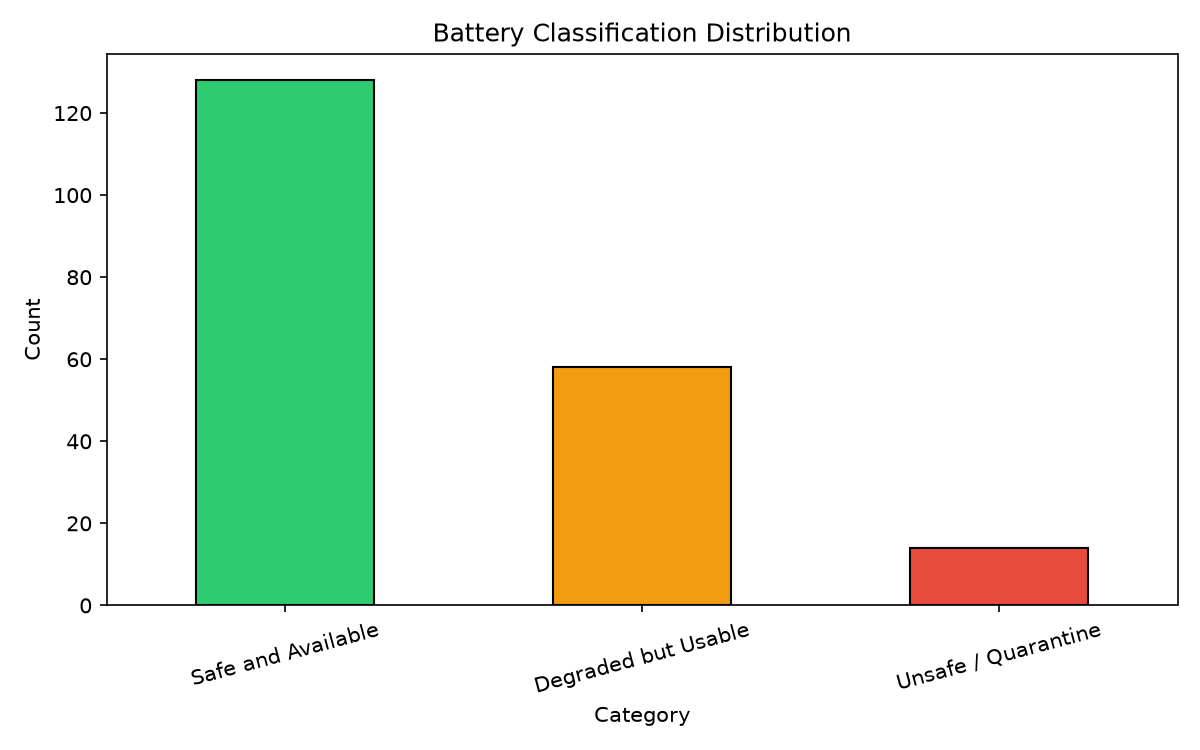 Battery Classification Distribution
120
100
80
60
40
20
0
Count
Safe and Available
Degraded but Usable
Unsafe / Quarantine
Category